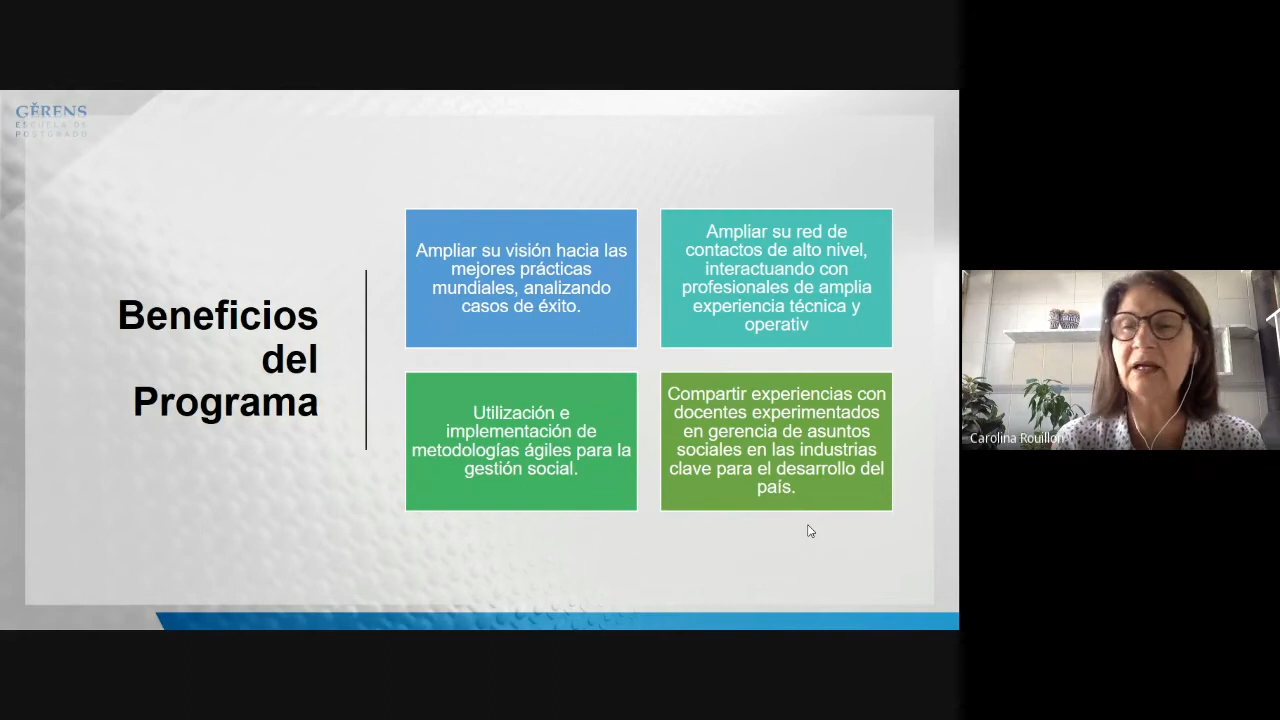 GĚRENS
ESCUELA DE
POSTGRADO
Beneficios
del
Programa
Ampliar su visión hacia las
mejores prácticas
mundiales, analizando
casos de éxito.
Ampliar su red de
contactos de alto nivel,
interactuando con
profesionales de amplia
experiencia técnica y
operativ
Utilización e
implementación de
metodologías ágiles para la
gestión social.
Compartir experiencias con
docentes experimentados
en gerencia de asuntos
sociales en las industrias
clave para el desarrollo del
país.
Carolina Rouillon